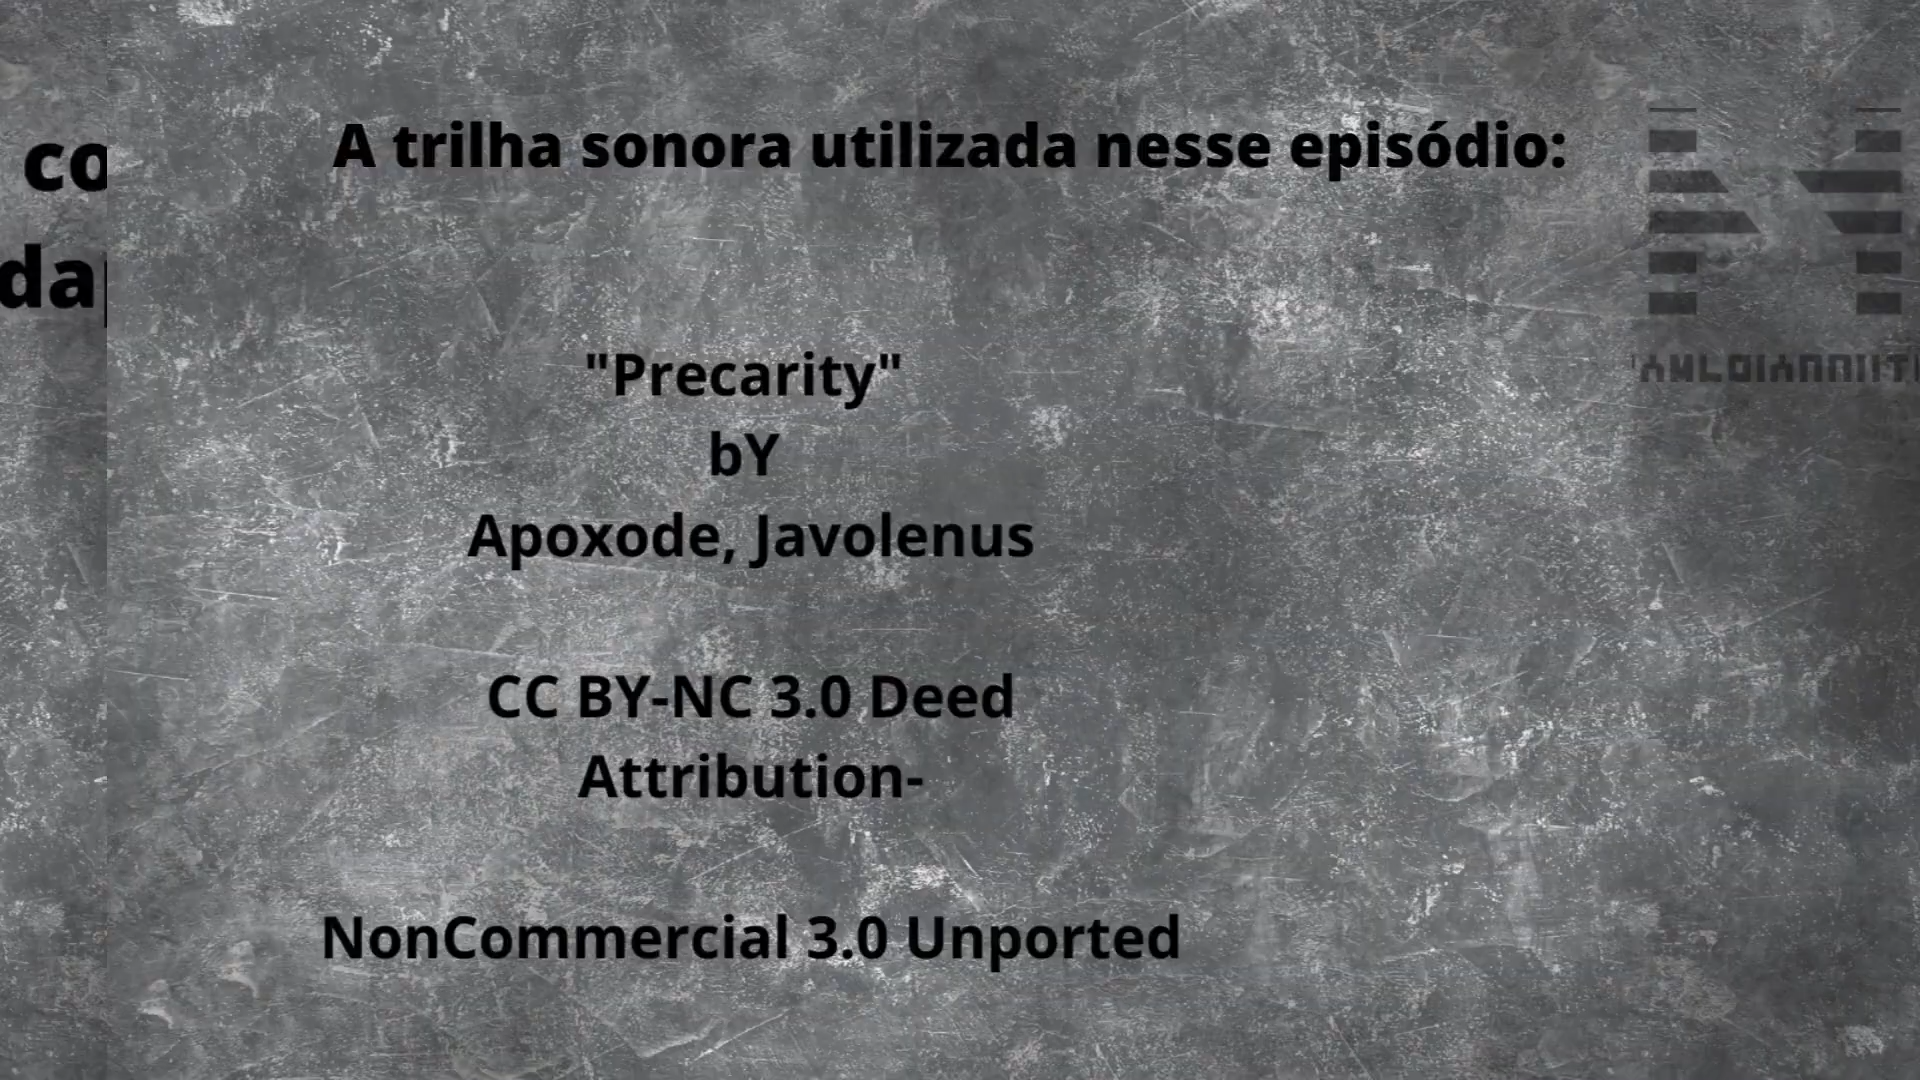 A trilha sonora utilizada nesse episódio:
co
"Precarity"
bY
Apoxode, Javolenus
CC BY-NC 3.0 Deed
Attribution-
NonCommercial 3.0 Unported